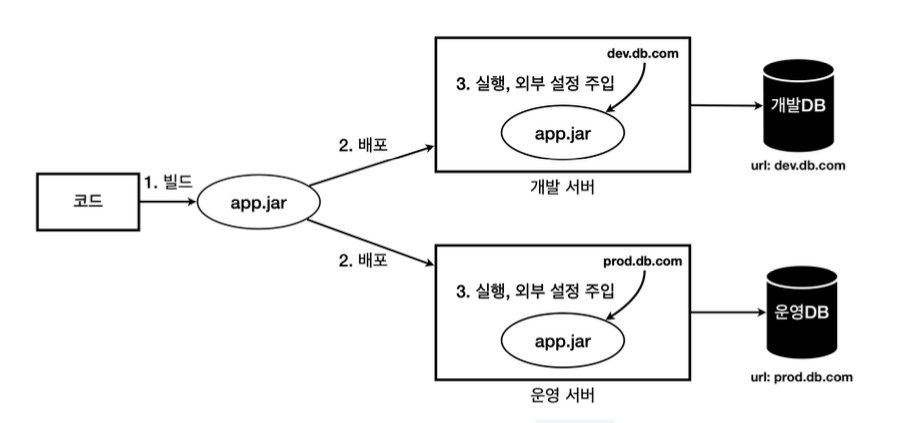 코드
1. 빌드
app.jar
2. 배포
2. 배포
dev.db.com
3. 실행, 외부 설정 주입
app.jar
개발 서버
개발DB
url: dev.db.com
prod.db.com
3. 실행, 외부 설정 주입
app.jar
운영 서버
운영DB
url: prod.db.com